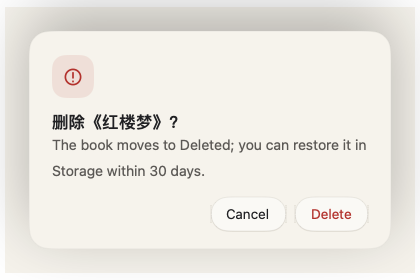 删除《红楼梦》？
The book moves to Deleted; you can restore it in
Storage within 30 days.
Cancel
Delete